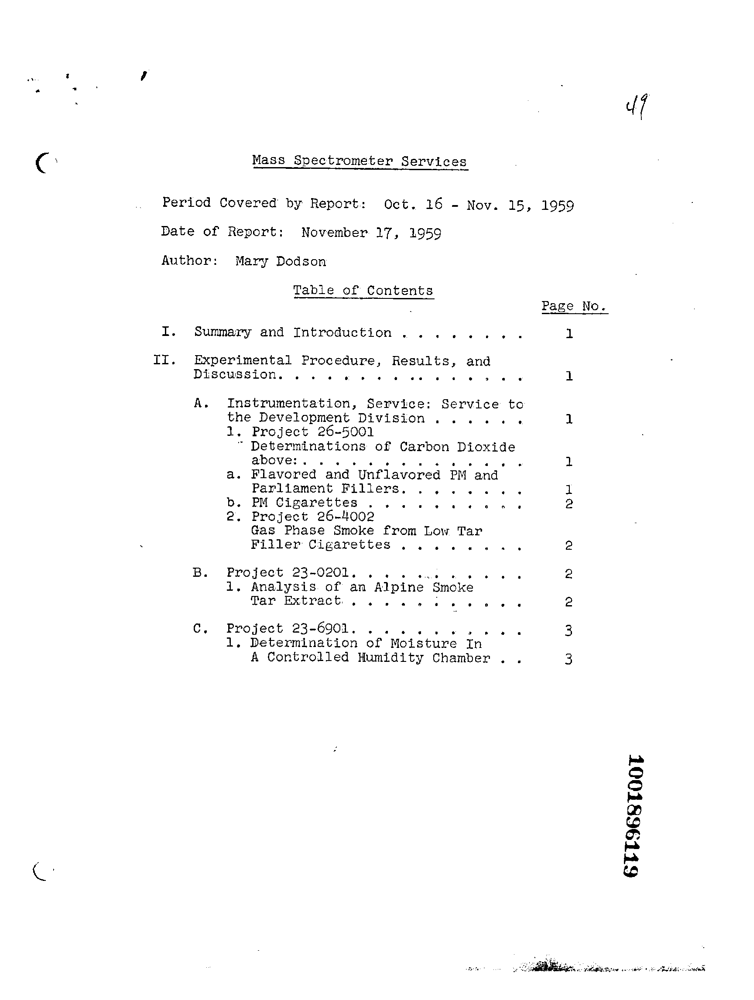 49
Mass Spectrometer Services
Period Covered by Report: Oct. 16 - Nov. 15, 1959
Date of Report: November 17, 1959
Author: Mary Dodson
Table of Contents
Page No.
I. Summary and Introduction . . . . . . . . 1
II. Experimental Procedure, Results, and
Discussion. . . . . . . . . . . . . . . . 1
A. Instrumentation, Service: Service to
the Development Division . . . . . . 1
1. Project 26-5001
Determinations of Carbon Dioxide
above:. . . . . . . . . . . . . . 1
a. Flavored and Unflavored PM and
Parliament Fillers. . . . . . . . 1
b. PM Cigarettes . . . . . . . . . . 2
2. Project 26-4002
Gas Phase Smoke from Low Tar
Filler Cigarettes . . . . . . . . 2
B. Project 23-0201. . . . . . . . . . . 2
1. Analysis of an Alpine Smoke
Tar Extract . . . . . . . . . . . 2
C. Project 23-6901. . . . . . . . . . . 3
1. Determination of Moisture In
A Controlled Humidity Chamber . . 3
1001896119